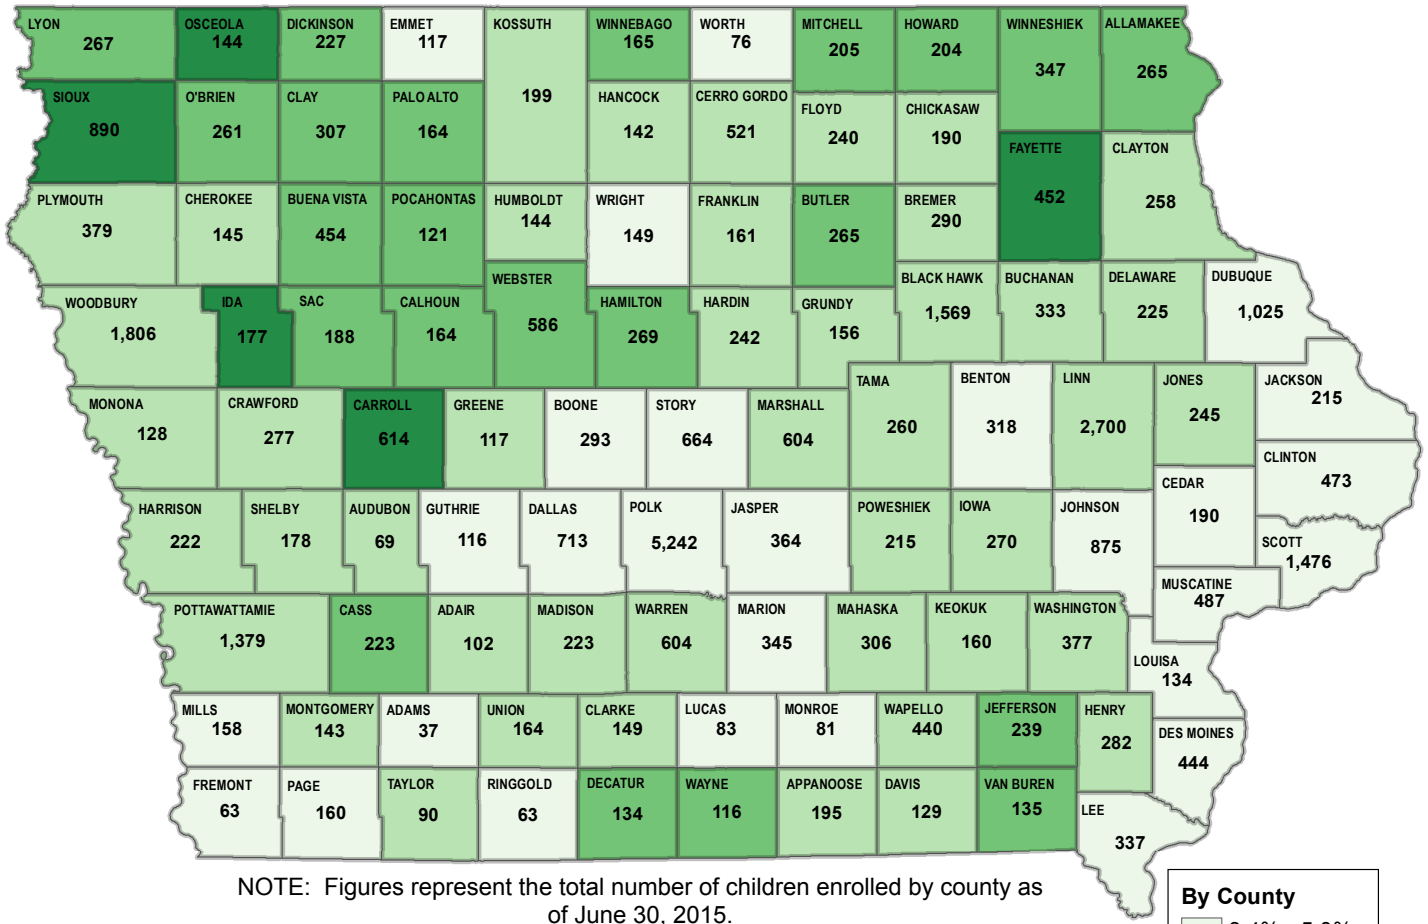 LYON
267
OSCEOLA
144
DICKINSON
227
EMMET
117
KOSSUTH
199
WINNEBAGO
165
WORTH
76
MITCHELL
205
HOWARD
204
WINNESHIEK
347
ALLAMAKEE
265
SIOUX
890
O'BRIEN
261
CLAY
307
PALO ALTO
164
HANCOCK
142
CERRO GORDO
521
FLOYD
240
CHICKASAW
190
FAYETTE
452
CLAYTON
258
PLYMOUTH
379
CHEROKEE
145
BUENA VISTA
454
POCAHONTAS
121
HUMBOLDT
144
WRIGHT
149
FRANKLIN
161
BUTLER
265
BREMER
290
WOODBURY
1,806
IDA
177
SAC
188
CALHOUN
164
WEBSTER
586
HAMILTON
269
HARDIN
242
GRUNDY
156
BLACK HAWK
1,569
BUCHANAN
333
DELAWARE
225
DUBUQUE
1,025
MONONA
128
CRAWFORD
277
CARROLL
614
GREENE
117
BOONE
293
STORY
664
MARSHALL
604
TAMA
260
BENTON
318
LINN
2,700
JONES
245
JACKSON
215
CLINTON
473
HARRISON
222
SHELBY
178
AUDUBON
69
GUTHRIE
116
DALLAS
713
POLK
5,242
JASPER
364
POWESHIEK
215
IOWA
270
JOHNSON
875
CEDAR
190
SCOTT
1,476
MUSCATINE
487
POTTAWATTAMIE
1,379
CASS
223
ADAIR
102
MADISON
223
WARREN
604
MARION
345
MAHASKA
306
KEOKUK
160
WASHINGTON
377
LOUISA
134
MILLS
158
MONTGOMERY
143
ADAMS
37
UNION
164
CLARKE
149
LUCAS
83
MONROE
81
WAPELLO
440
JEFFERSON
239
HENRY
282
DES MOINES
444
FREMONT
63
PAGE
160
TAYLOR
90
RINGGOLD
63
DECATUR
134
WAYNE
116
APPANOOSE
195
DAVIS
129
VAN BUREN
135
LEE
337
NOTE: Figures represent the total number of children enrolled by county as
of June 30, 2015.
By County